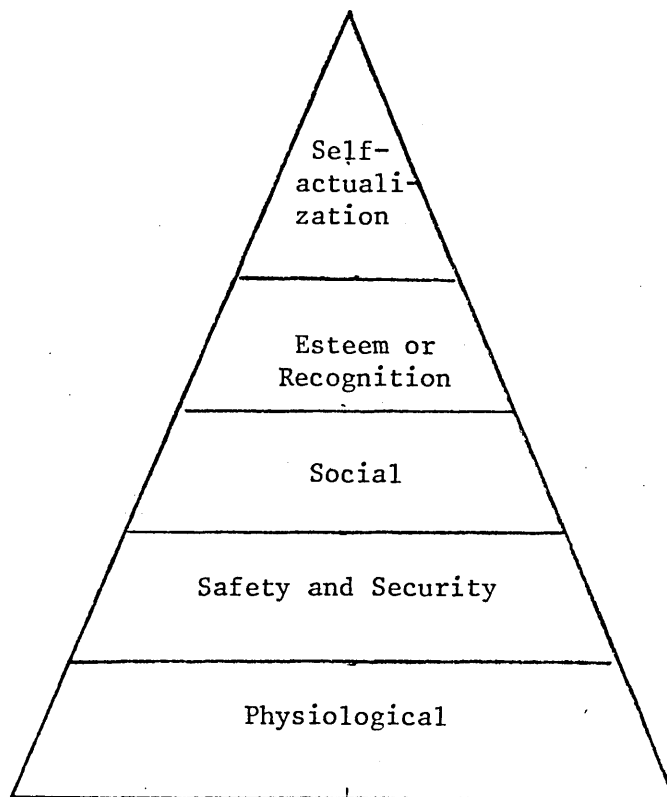 Self-
actuali-
zation
Esteem or
Recognition
Social
Safety and Security
Physiological